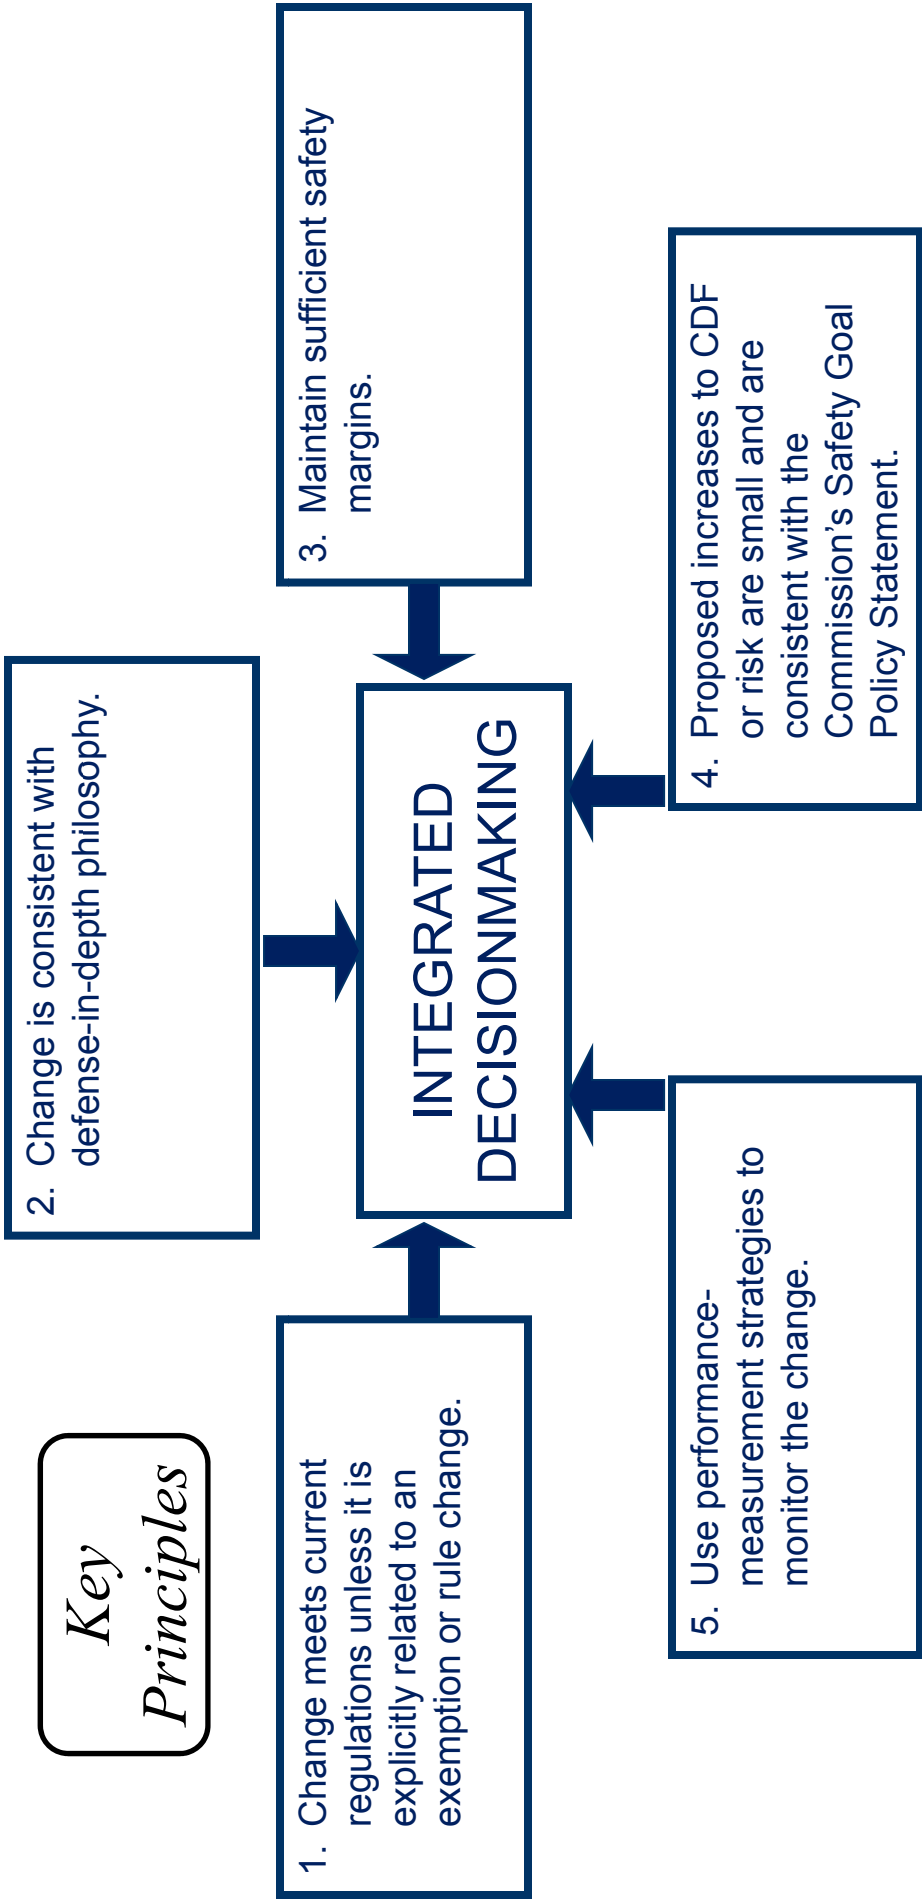 Key
Principles
1. Change meets current
regulations unless it is
explicitly related to an
exemption or rule change.
2. Change is consistent with
defense-in-depth philosophy.
3. Maintain sufficient safety
margins.
INTEGRATED
DECISIONMAKING
5. Use performance-
measurement strategies to
monitor the change.
4. Proposed increases to CDF
or risk are small and are
consistent with the
Commission’s Safety Goal
Policy Statement.